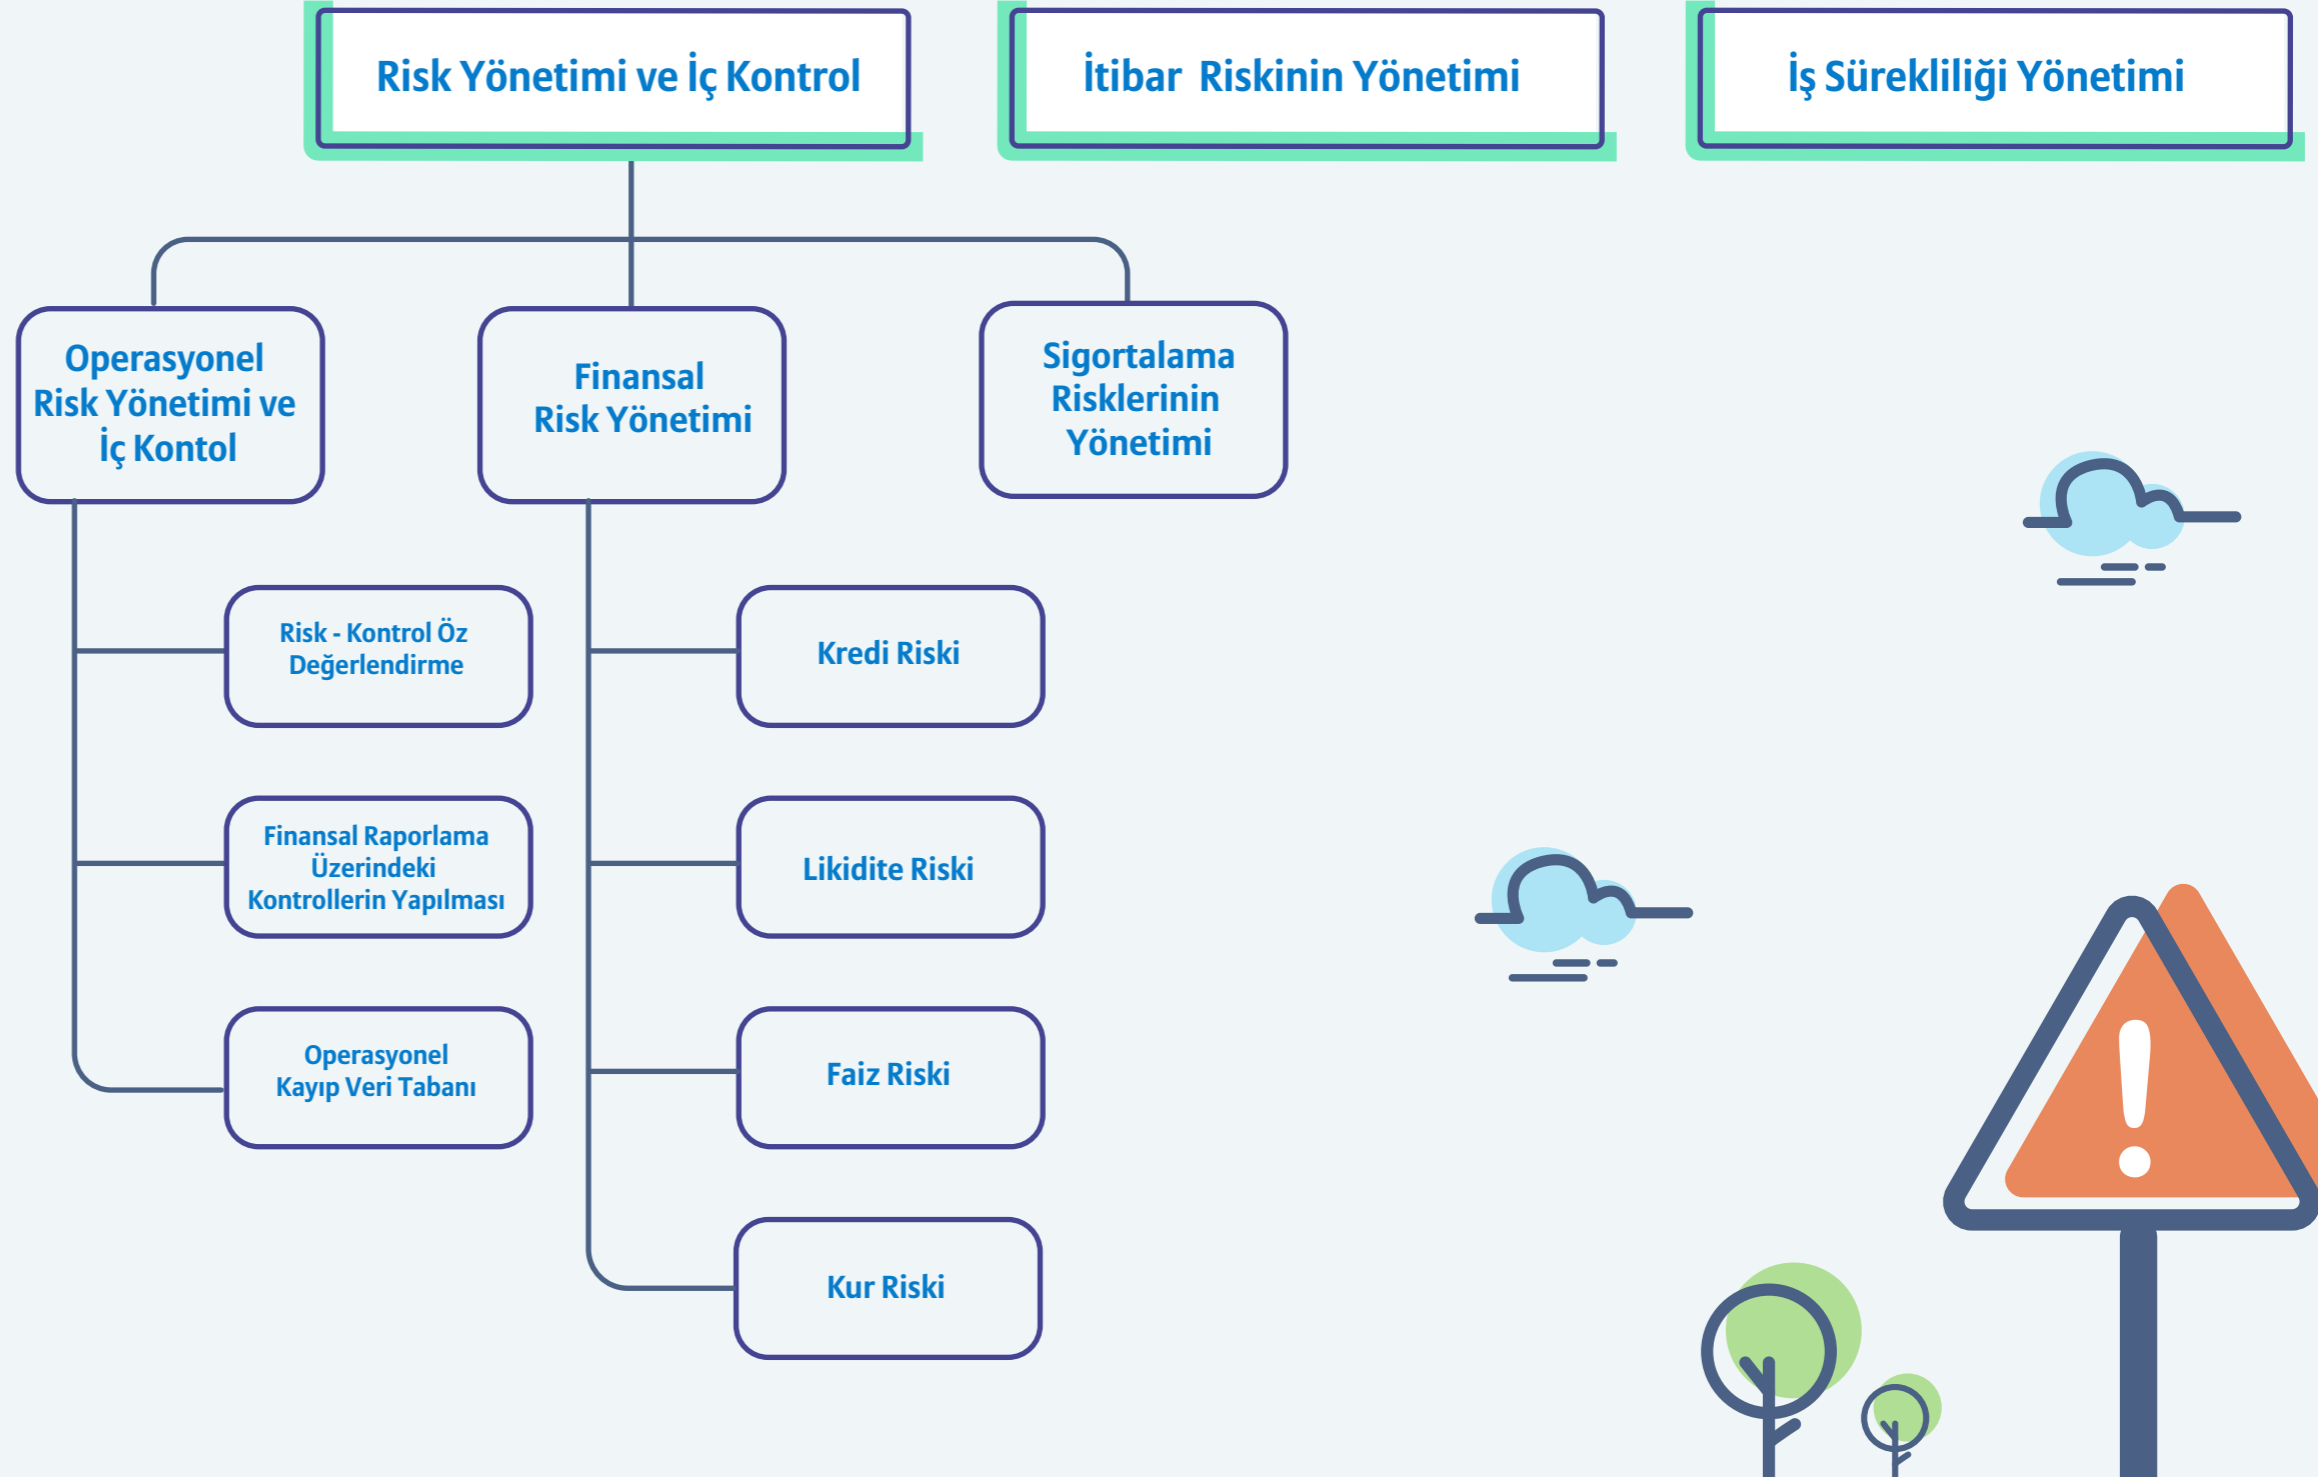 Risk Yönetimi ve İç Kontrol
İtibar Riskinin Yönetimi
İş Sürekliliği Yönetimi
Operasyonel
Risk Yönetimi ve
İç Kontol
Finansal
Risk Yönetimi
Sigortalama
Risklerinin
Yönetimi
Risk - Kontrol Öz
Değerlendirme
Finansal Raporlama
Üzerindeki
Kontrollerin Yapılması
Operasyonel
Kayıp Veri Tabanı
Kredi Riski
Likidite Riski
Faiz Riski
Kur Riski
!